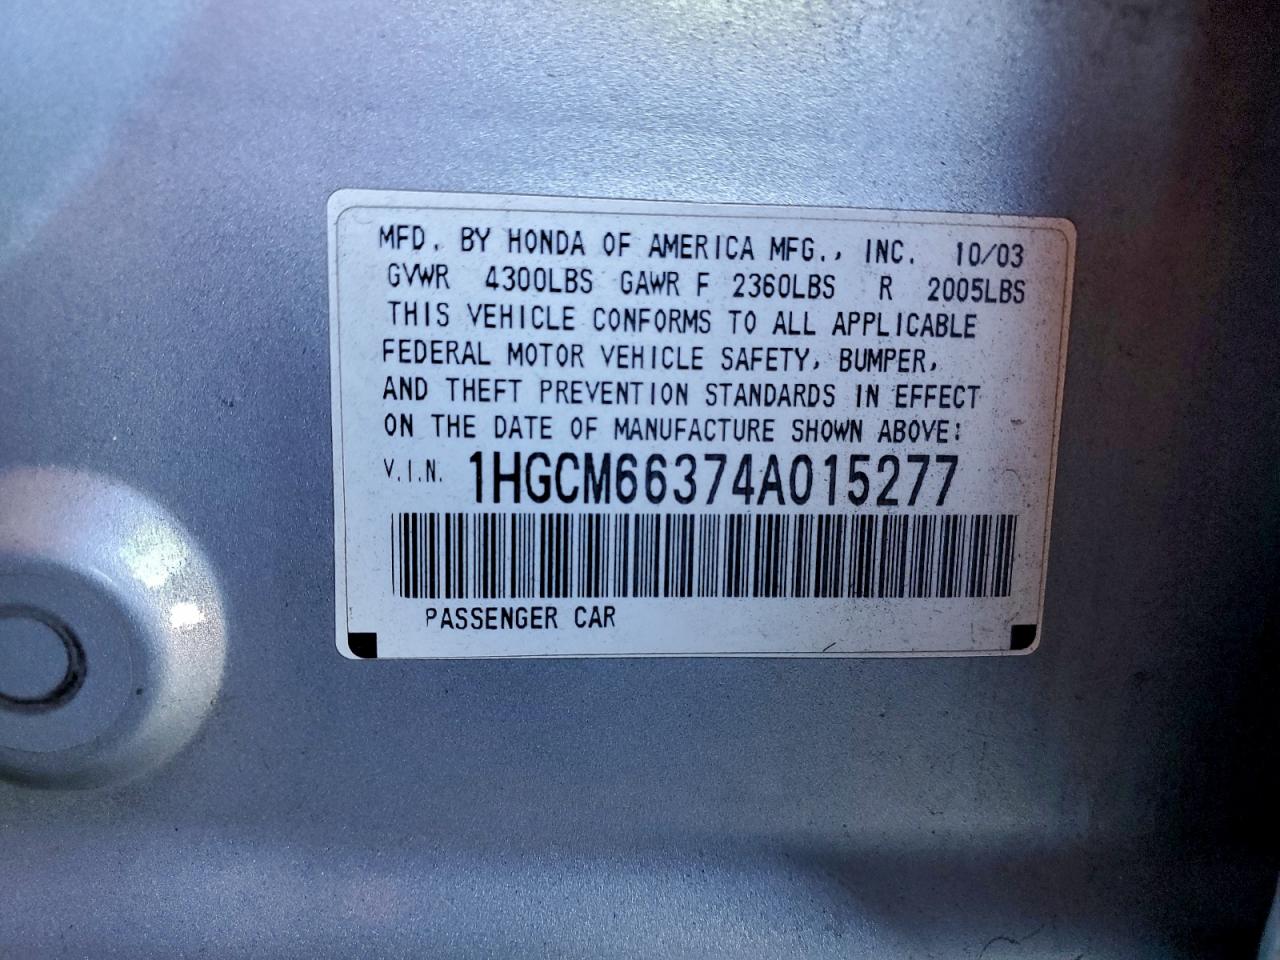 MFD. BY HONDA OF AMERICA MFG., INC. 10/03
GVWR 4300LBS GAWR F 2360LBS R 2005LBS
THIS VEHICLE CONFORMS TO ALL APPLICABLE
FEDERAL MOTOR VEHICLE SAFETY, BUMPER,
AND THEFT PREVENTION STANDARDS IN EFFECT
ON THE DATE OF MANUFACTURE SHOWN ABOVE:
V.I.N. 1HGCM66374A015277
PASSENGER CAR